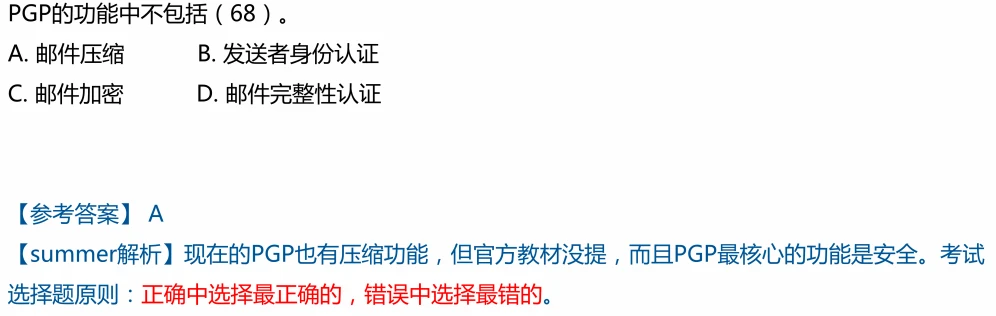 PGP的功能中不包括（68）。
A. 邮件压缩 B. 发送者身份认证
C. 邮件加密 D. 邮件完整性认证
【参考答案】 A
【summer解析】现在的PGP也有压缩功能，但官方教材没提，而且PGP最核心的功能是安全。考试
选择题原则：正确中选择最正确的，错误中选择最错的。